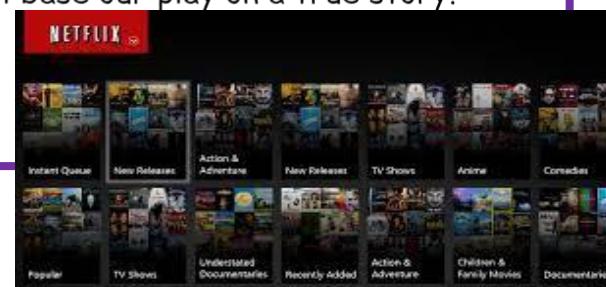 base our play on a true story?
NETFLIX
Instant Queue New Releases Action & Adventure New Releases TV Shows Anime Comedies
Popular TV Shows Understated Documentaries Recently Added Action & Adventure Children & Family Movies Documentarie